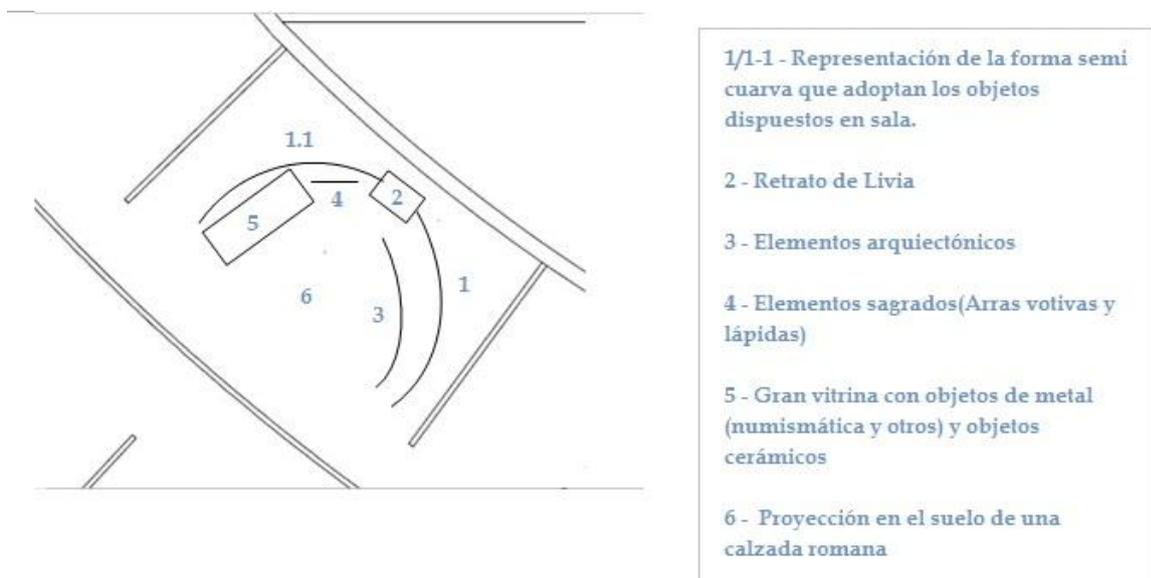 1.1
2
4
5
1
6
3
1/1-1 - Representación de la forma semi
cuarva que adoptan los objetos
dispuestos en sala.
2 - Retrato de Livia
3 - Elementos arquiectónicos
4 - Elementos sagrados(Arras votivas y
lápidas)
5 - Gran vitrina con objetos de metal
(numismática y otros) y objetos
cerámicos
6 - Proyección en el suelo de una
calzada romana